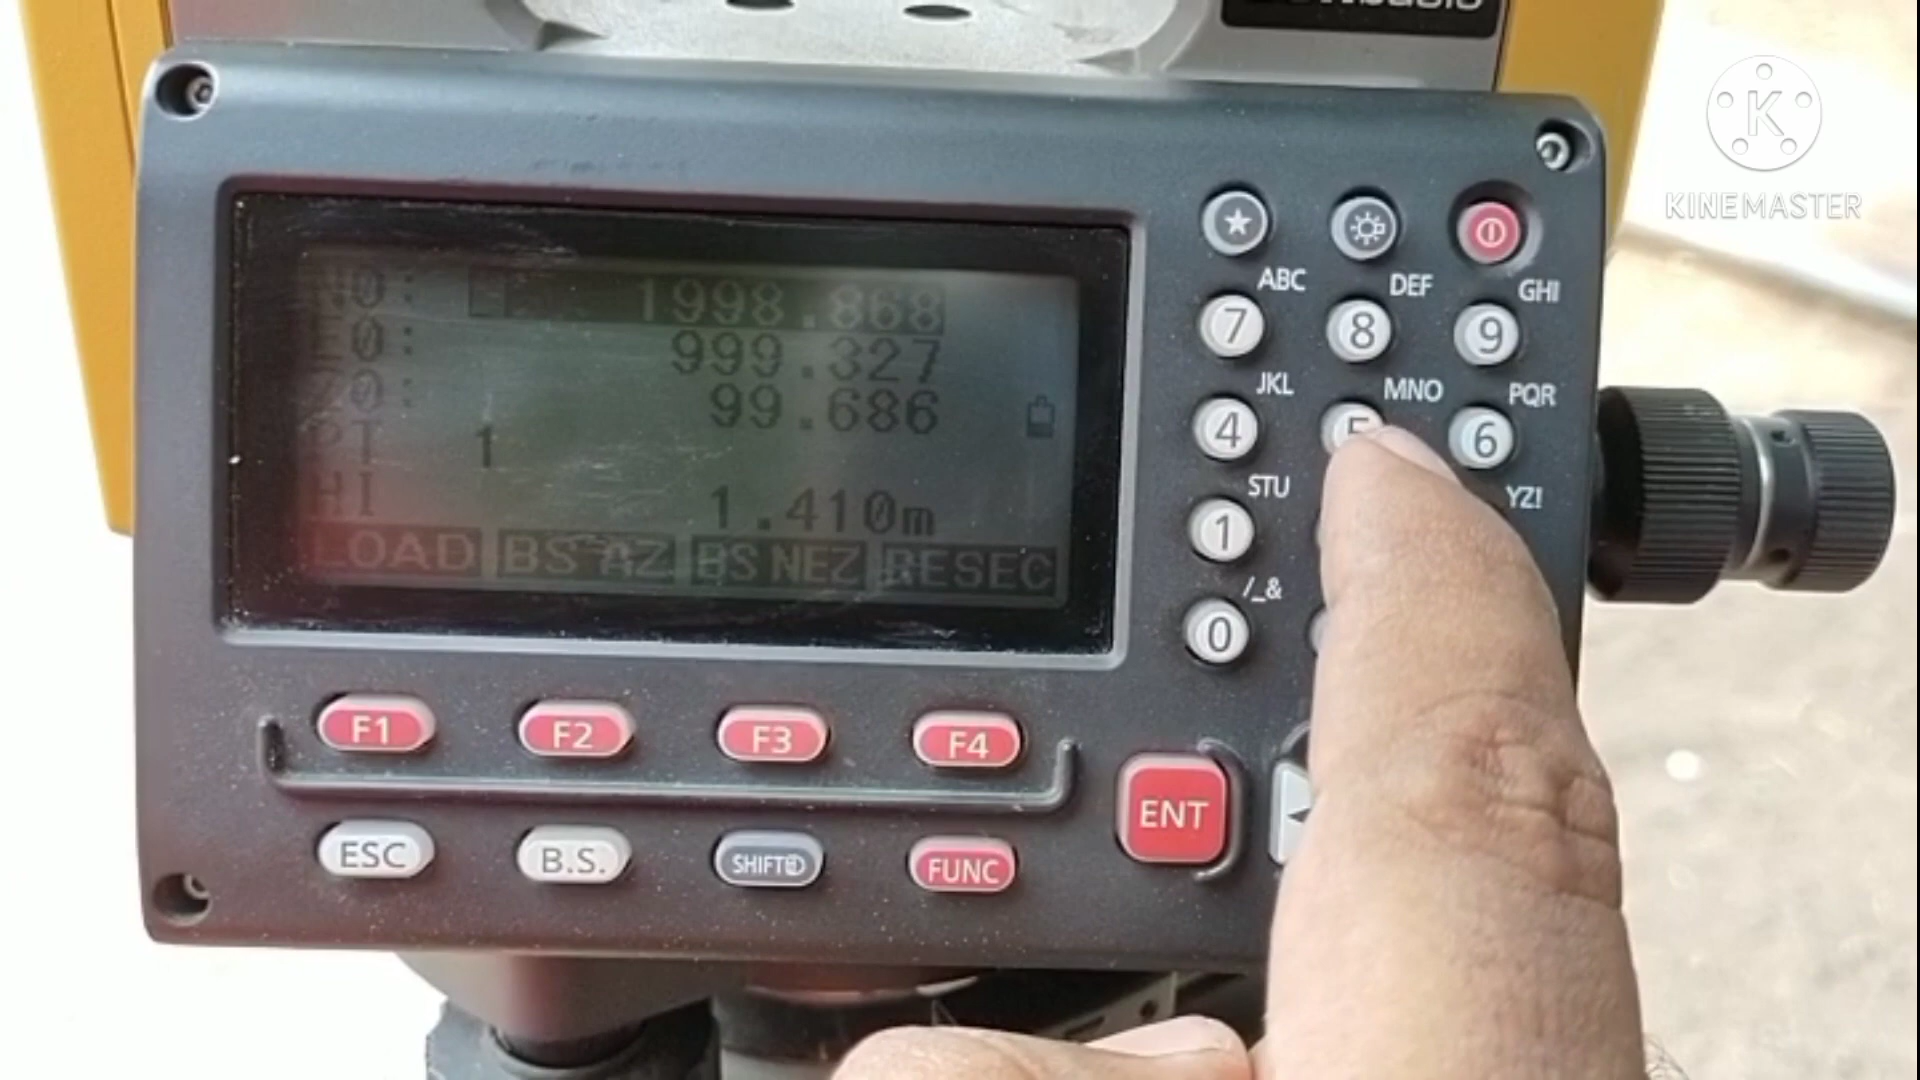 N0: 1998.868
E0: 999.327
Z0: 99.686
PT 1
HI 1.410m
LOAD BS AZ BS NEZ RESEC
ABC DEF GHI
7 8 9
JKL MNO PQR
4 5 6
STU YZ!
1
/_&
0
F1 F2 F3 F4
ENT
ESC B.S. SHIFT FUNC
K
KINEMASTER